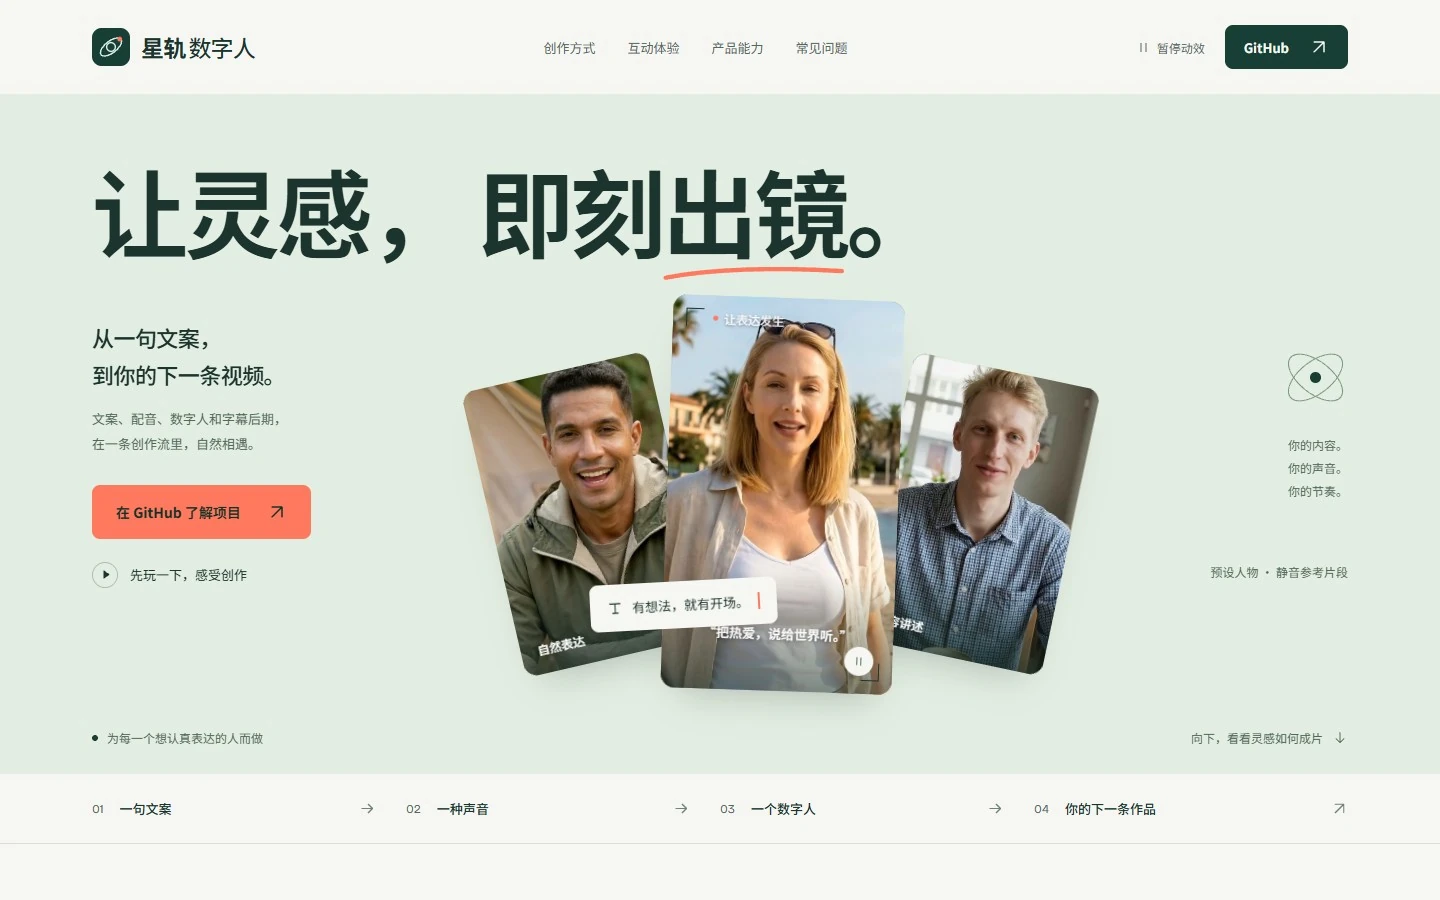 星轨数字人
创作方式
互动体验
产品能力
常见问题
暂停动效
GitHub
让灵感，即刻出镜。
从一句文案，
到你的下一条视频。
文案、配音、数字人和字幕后期，
在一条创作流里，自然相遇。
在 GitHub 了解项目
先玩一下，感受创作
让表达发生
有想法，就有开场。
“把热爱，说给世界听。”
自然表达
容讲述
你的内容。
你的声音。
你的节奏。
预设人物 · 静音参考片段
为每一个想认真表达的人而做
向下，看看灵感如何成片
01 一句文案
02 一种声音
03 一个数字人
04 你的下一条作品